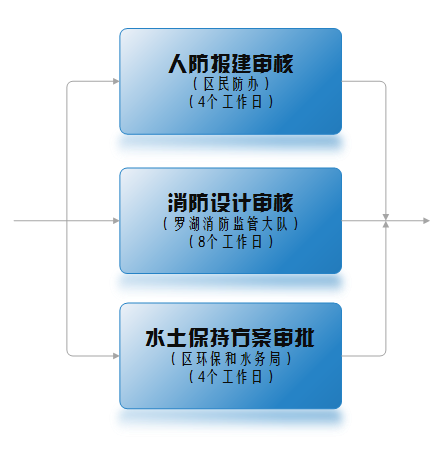 人防报建审核
（区民防办）
（4个工作日）
消防设计审核
（罗湖消防监管大队）
（8个工作日）
水土保持方案审批
（区环保和水务局）
（4个工作日）